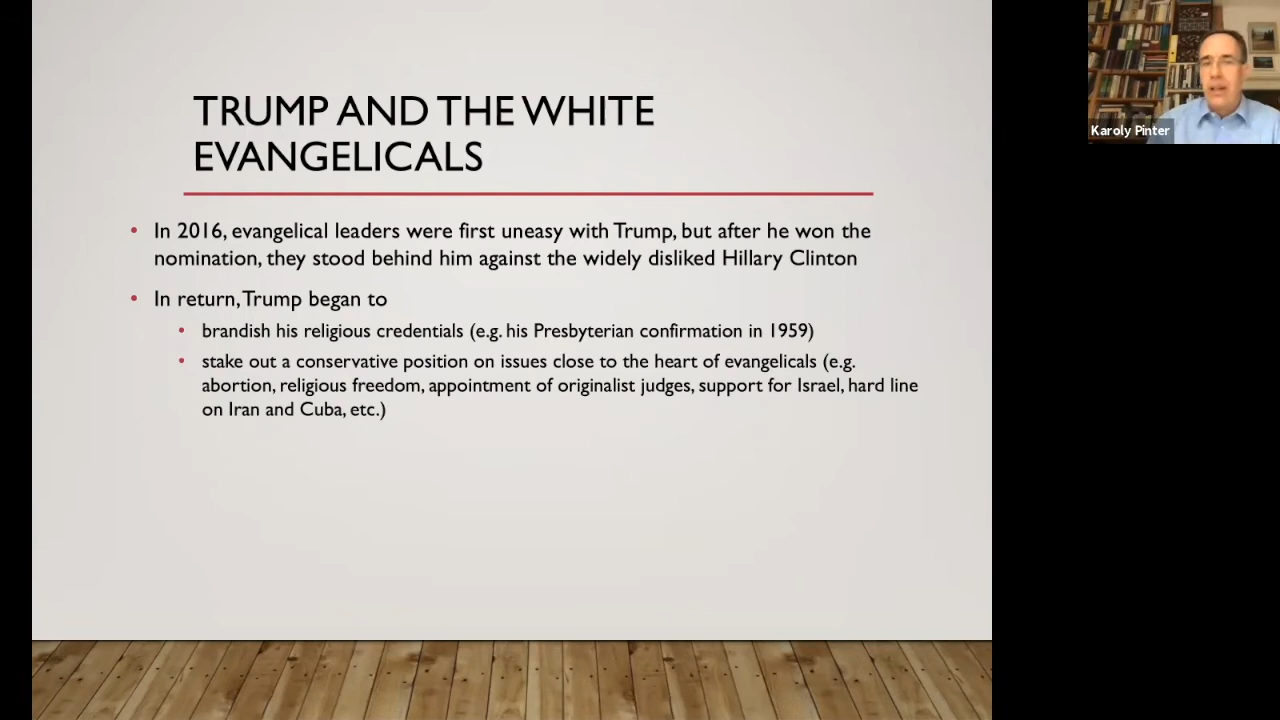 TRUMP AND THE WHITE
EVANGELICALS
• In 2016, evangelical leaders were first uneasy with Trump, but after he won the
nomination, they stood behind him against the widely disliked Hillary Clinton
• In return, Trump began to
• brandish his religious credentials (e.g. his Presbyterian confirmation in 1959)
• stake out a conservative position on issues close to the heart of evangelicals (e.g.
abortion, religious freedom, appointment of originalist judges, support for Israel, hard line
on Iran and Cuba, etc.)
Karoly Pinter